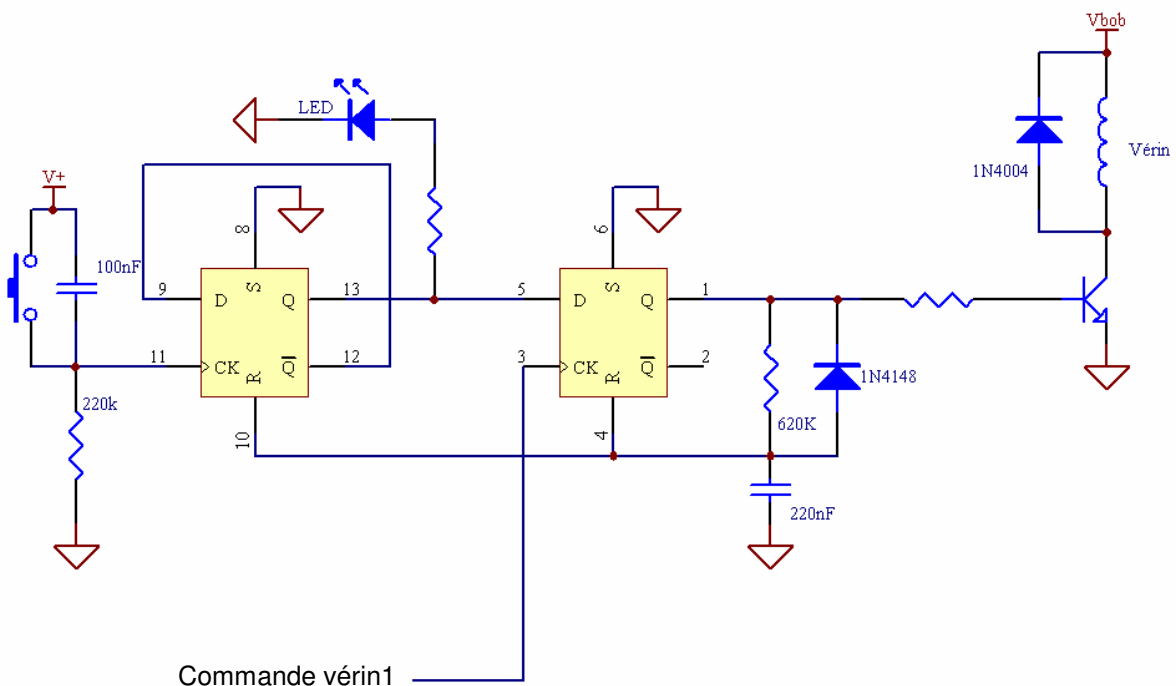 Vbob
LED
1N4004
Vérin
V+
100nF
8
6
9
D
S
Q
13
5
D
S
Q
1
11
CK
R
Q
12
3
CK
R
Q
2
1N4148
220k
10
4
620K
220nF
Commande vérin1